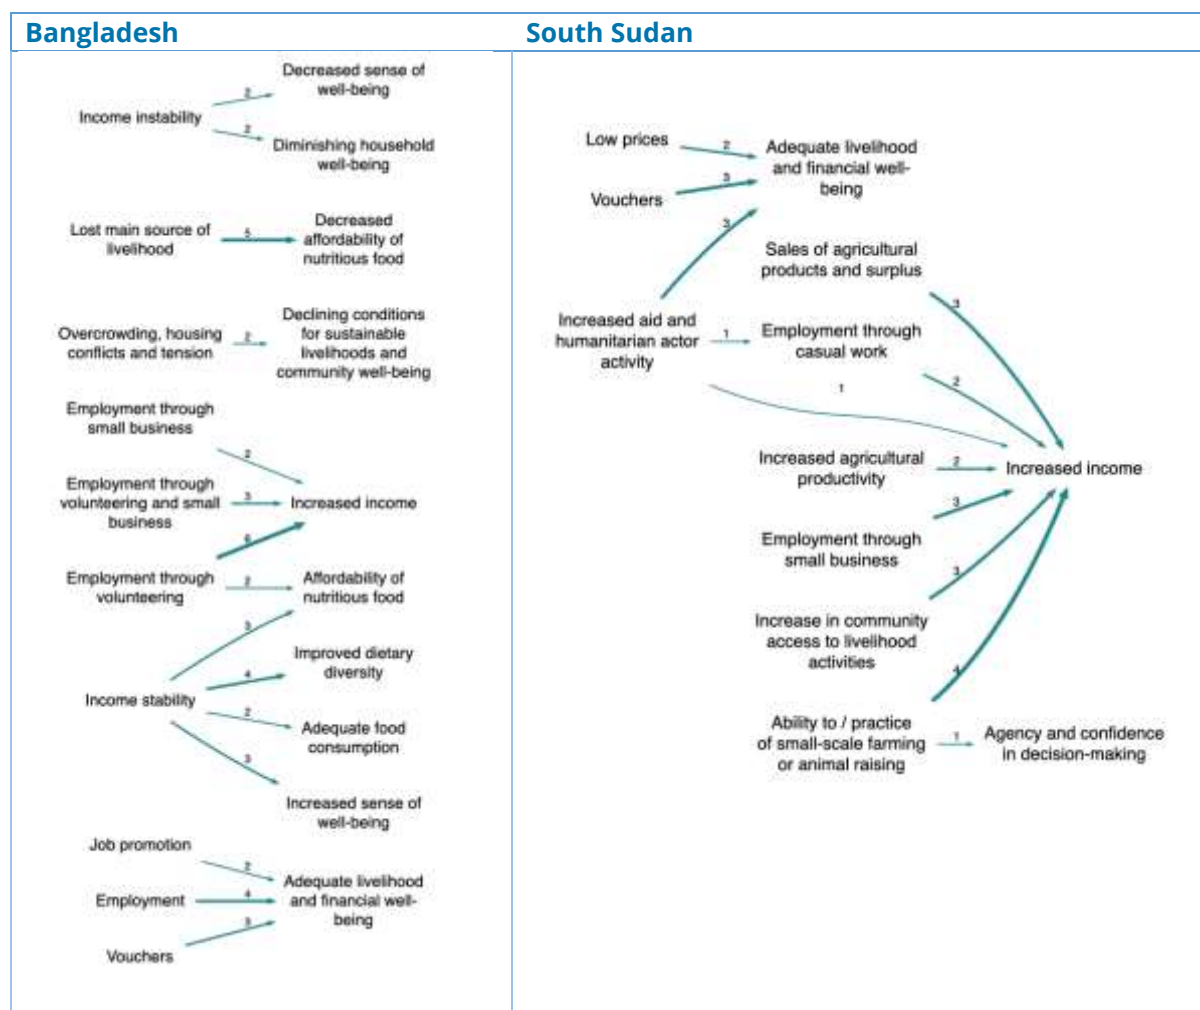 Bangladesh
South Sudan
Decreased sense of
well-being
2
Income instability
2
Diminishing household
well-being
Lost main source of
livelihood
5
Decreased
affordability of
nutritious food
Overcrowding, housing
conflicts and tension
2
Declining conditions
for sustainable
livelihoods and
community well-being
Employment through
small business
2
Employment through
volunteering and small
business
3
Increased income
6
Employment through
volunteering
2
Affordability of
nutritious food
3
Improved dietary
diversity
4
Income stability
2
Adequate food
consumption
3
Increased sense of
well-being
Job promotion
2
Employment
4
Adequate livelihood
and financial well-
being
3
Vouchers
Low prices
2
Adequate livelihood
and financial well-
being
Vouchers
3
3
Sales of agricultural
products and surplus
3
Increased aid and
humanitarian actor
activity
1
Employment through
casual work
2
1
Increased agricultural
productivity
2
Increased income
3
Employment through
small business
3
Increase in community
access to livelihood
activities
4
Ability to / practice
of small-scale farming
or animal raising
1
Agency and confidence
in decision-making